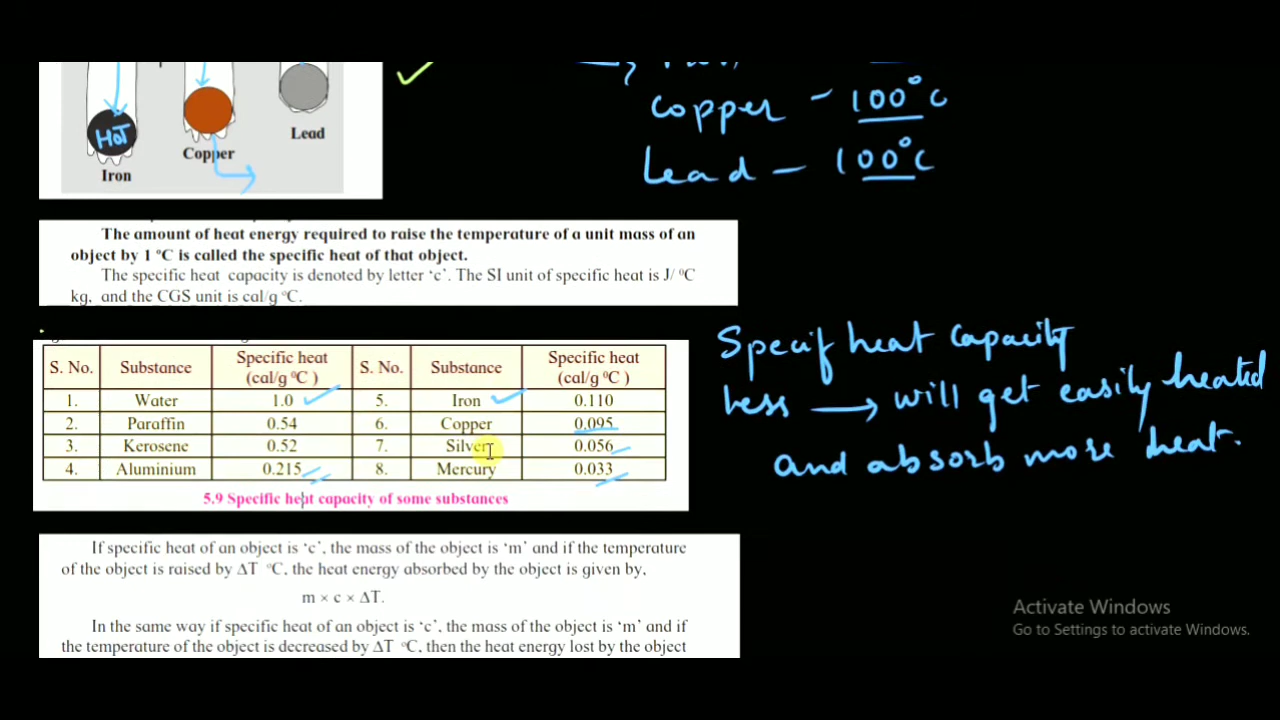 HOT
Iron
Copper
Lead
copper - 100°C
Lead - 100°C
The amount of heat energy required to raise the temperature of a unit mass of an
object by 1 °C is called the specific heat of that object.
The specific heat capacity is denoted by letter ‘c’. The SI unit of specific heat is J/ °C
kg, and the CGS unit is cal/g °C.
S. No. Substance Specific heat (cal/g °C ) S. No. Substance Specific heat (cal/g °C )
1. Water 1.0 5. Iron 0.110
2. Paraffin 0.54 6. Copper 0.095
3. Kerosene 0.52 7. Silver 0.056
4. Aluminium 0.215 8. Mercury 0.033
5.9 Specific heat capacity of some substances
Specif heat capacity
less → will get easily heated
and absorb more heat.
If specific heat of an object is ‘c’, the mass of the object is ‘m’ and if the temperature
of the object is raised by ΔT °C, the heat energy absorbed by the object is given by,
m × c × ΔT.
In the same way if specific heat of an object is ‘c’, the mass of the object is ‘m’ and if
the temperature of the object is decreased by ΔT °C, then the heat energy lost by the object
Activate Windows
Go to Settings to activate Windows.